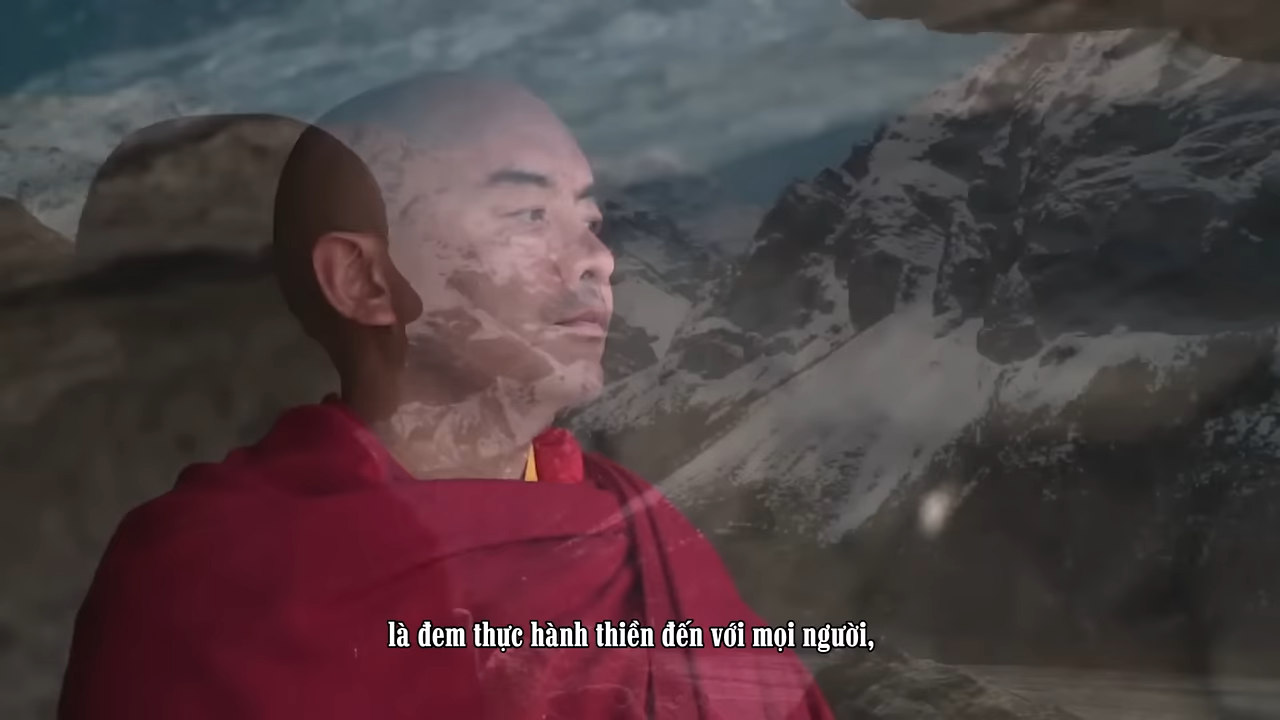 là đem thực hành thiền đến với mọi người,